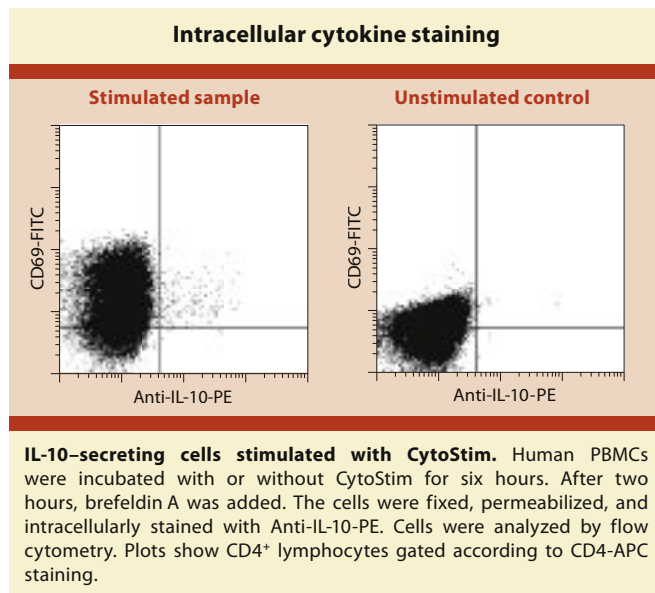 Intracellular cytokine staining
Stimulated sample
Unstimulated control
CD69-FITC
Anti-IL-10-PE
CD69-FITC
Anti-IL-10-PE
IL-10–secreting cells stimulated with CytoStim. Human PBMCs
were incubated with or without CytoStim for six hours. After two
hours, brefeldin A was added. The cells were fixed, permeabilized, and
intracellularly stained with Anti-IL-10-PE. Cells were analyzed by flow
cytometry. Plots show CD4⁺ lymphocytes gated according to CD4-APC
staining.